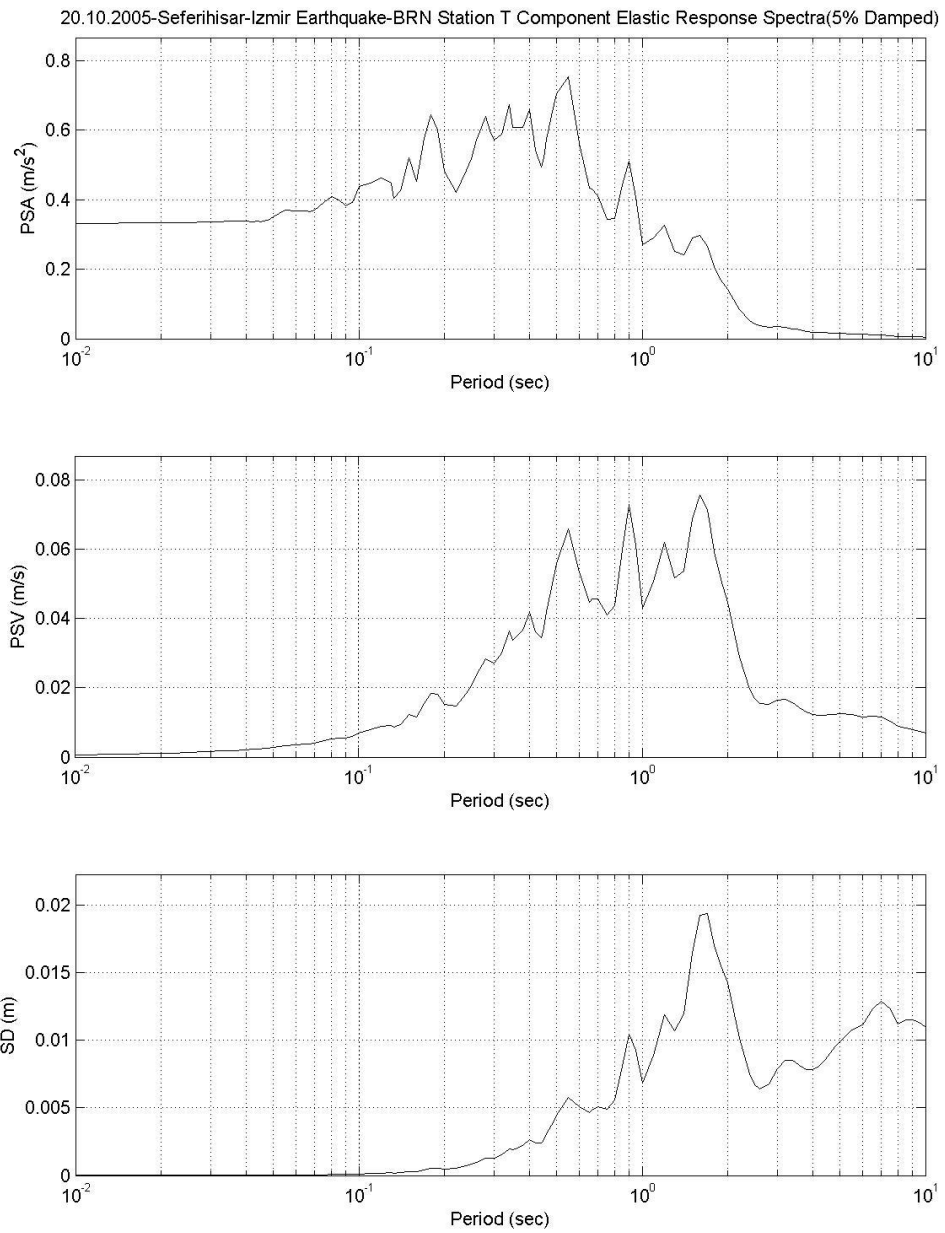 20.10.2005-Seferihisar-Izmir Earthquake-BRN Station T Component Elastic Response Spectra(5% Damped)
0.8
0.6
0.4
0.2
0
PSA (m/s²)
10⁻² 10⁻¹ 10⁰ 10¹
Period (sec)
0.08
0.06
0.04
0.02
0
PSV (m/s)
10⁻² 10⁻¹ 10⁰ 10¹
Period (sec)
0.02
0.015
0.01
0.005
0
SD (m)
10⁻² 10⁻¹ 10⁰ 10¹
Period (sec)